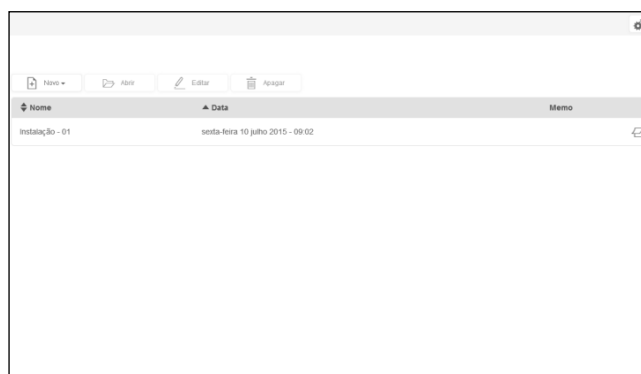 Novo Abrir Editar Apagar
Nome Data Memo
Instalação - 01 sexta-feira 10 julho 2015 - 09:02